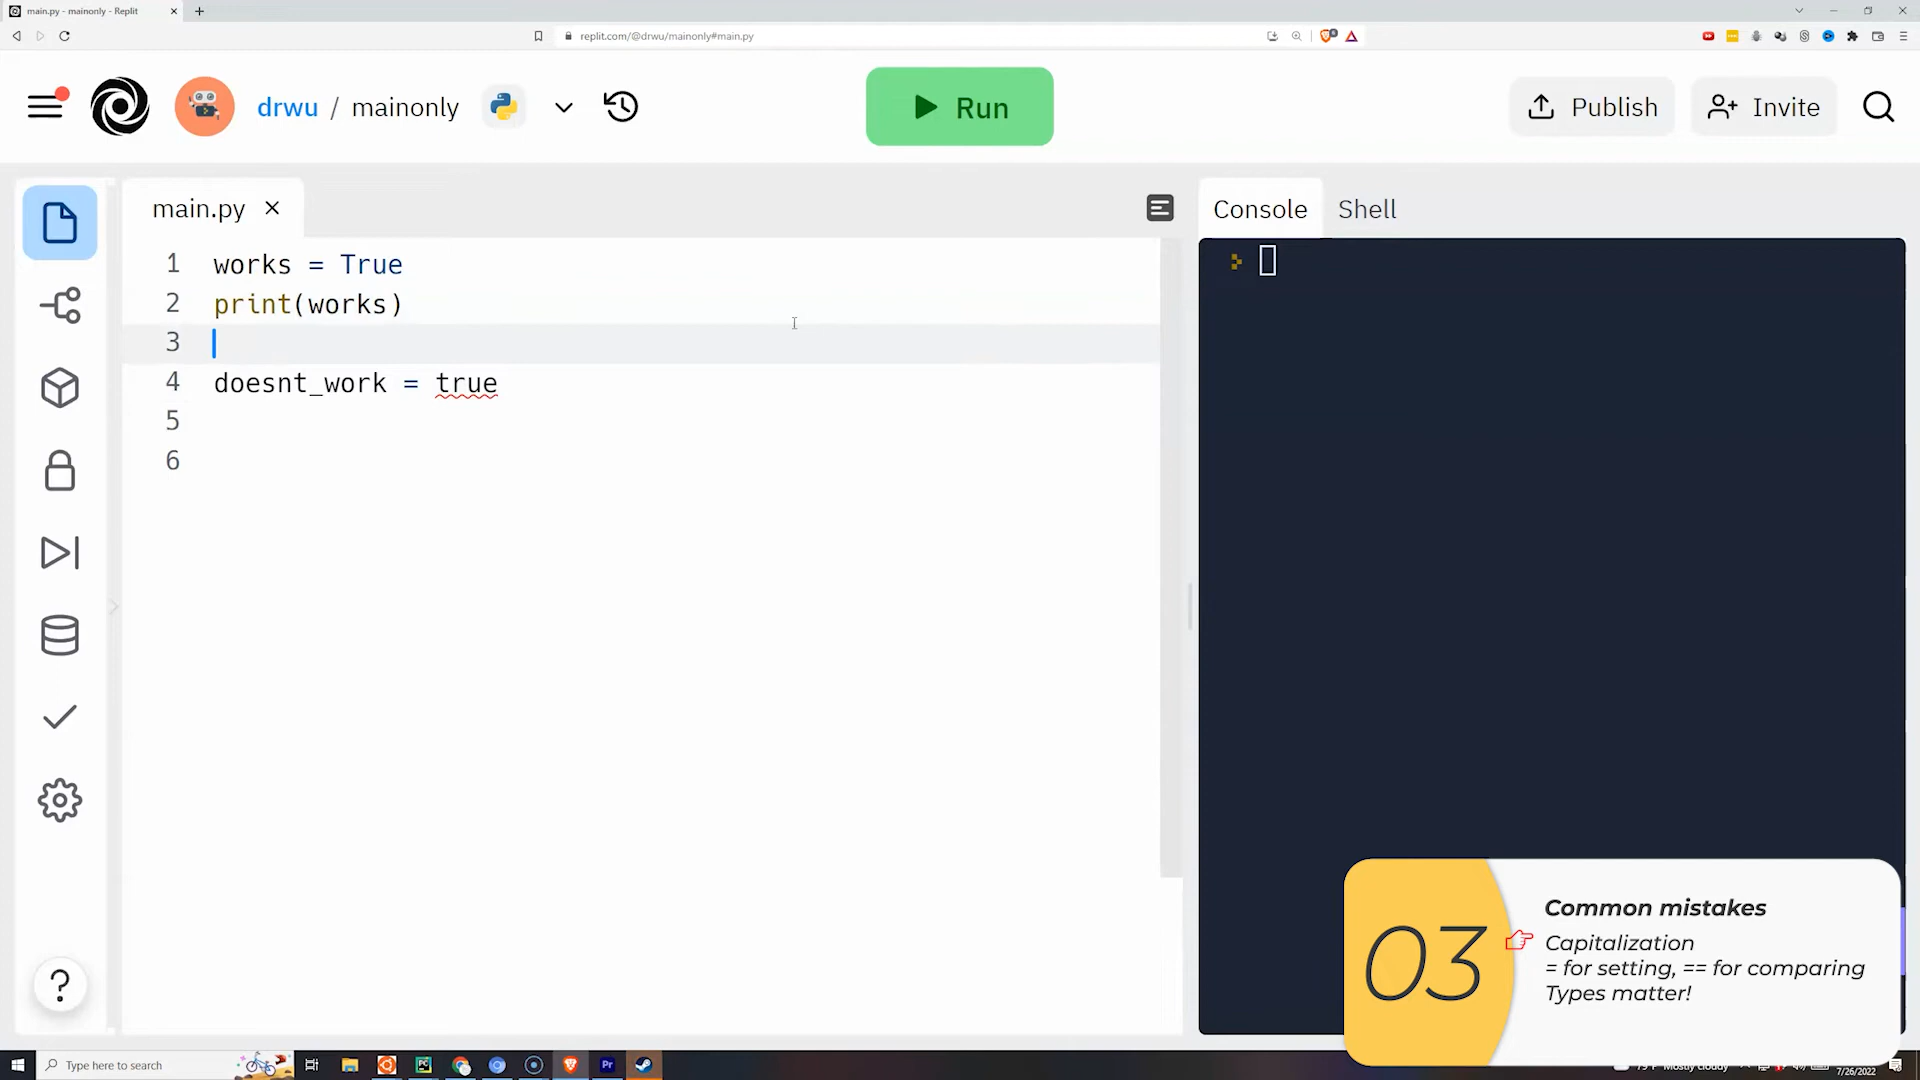 main.py - mainonly - Replit
replit.com/@drwu/mainonly#main.py
drwu / mainonly
Run
Publish
Invite
main.py
Console
Shell
1 works = True
2 print(works)
3
4 doesnt_work = true
5
6
03
Common mistakes
Capitalization
= for setting, == for comparing
Types matter!
?
Type here to search
Mostly cloudy
7/26/2022